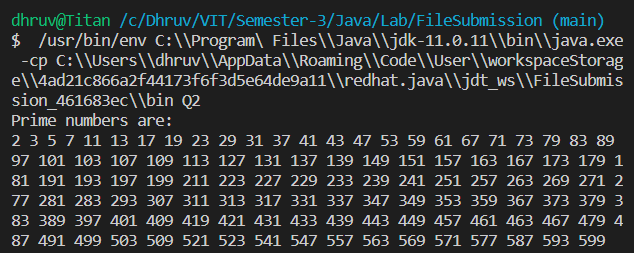 dhruv@Titan /c/Dhruv/VIT/Semester-3/Java/Lab/FileSubmission (main)
$  /usr/bin/env C:\\Program\ Files\\Java\\jdk-11.0.11\\bin\\java.exe
 -cp C:\\Users\\dhruv\\AppData\\Roaming\\Code\\User\\workspaceStorag
e\\4ad21c866a2f44173f6f3d5e64de9a11\\redhat.java\\jdt_ws\\FileSubmis
sion_461683ec\\bin Q2
Prime numbers are:
2 3 5 7 11 13 17 19 23 29 31 37 41 43 47 53 59 61 67 71 73 79 83 89
97 101 103 107 109 113 127 131 137 139 149 151 157 163 167 173 179 1
81 191 193 197 199 211 223 227 229 233 239 241 251 257 263 269 271 2
77 281 283 293 307 311 313 317 331 337 347 349 353 359 367 373 379 3
83 389 397 401 409 419 421 431 433 439 443 449 457 461 463 467 479 4
87 491 499 503 509 521 523 541 547 557 563 569 571 577 587 593 599